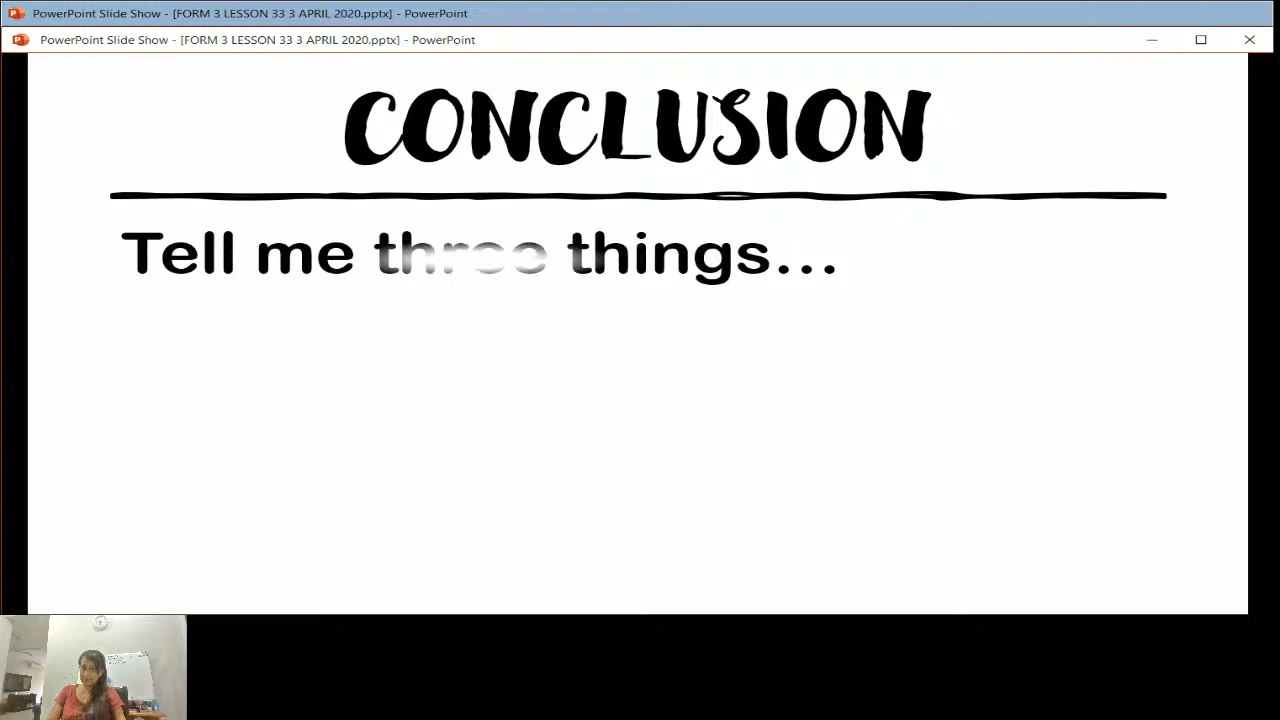 PowerPoint Slide Show - [FORM 3 LESSON 33 3 APRIL 2020.pptx] - PowerPoint
PowerPoint Slide Show - [FORM 3 LESSON 33 3 APRIL 2020.pptx] - PowerPoint
CONCLUSION
Tell me three things...